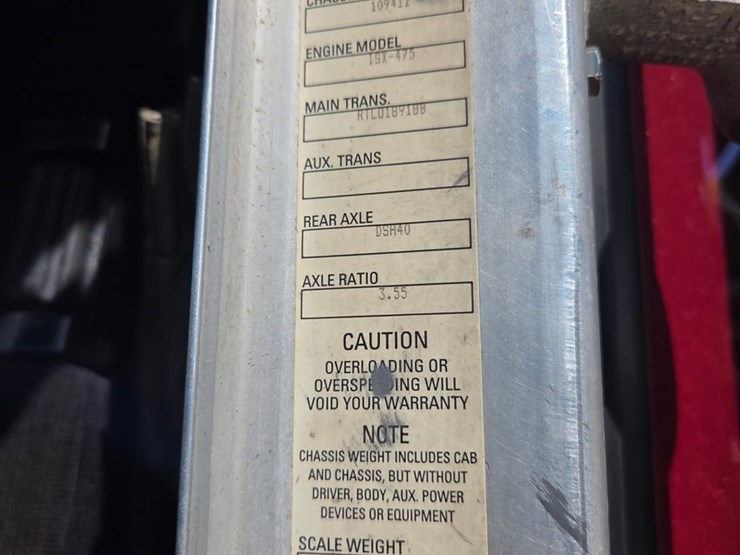 109411
ENGINE MODEL
ISX-475
MAIN TRANS.
RTLO18918B
AUX. TRANS
REAR AXLE
DSH40
AXLE RATIO
3.55
CAUTION
OVERLOADING OR
OVERSPEEDING WILL
VOID YOUR WARRANTY
NOTE
CHASSIS WEIGHT INCLUDES CAB
AND CHASSIS, BUT WITHOUT
DRIVER, BODY, AUX. POWER
DEVICES OR EQUIPMENT
SCALE WEIGHT